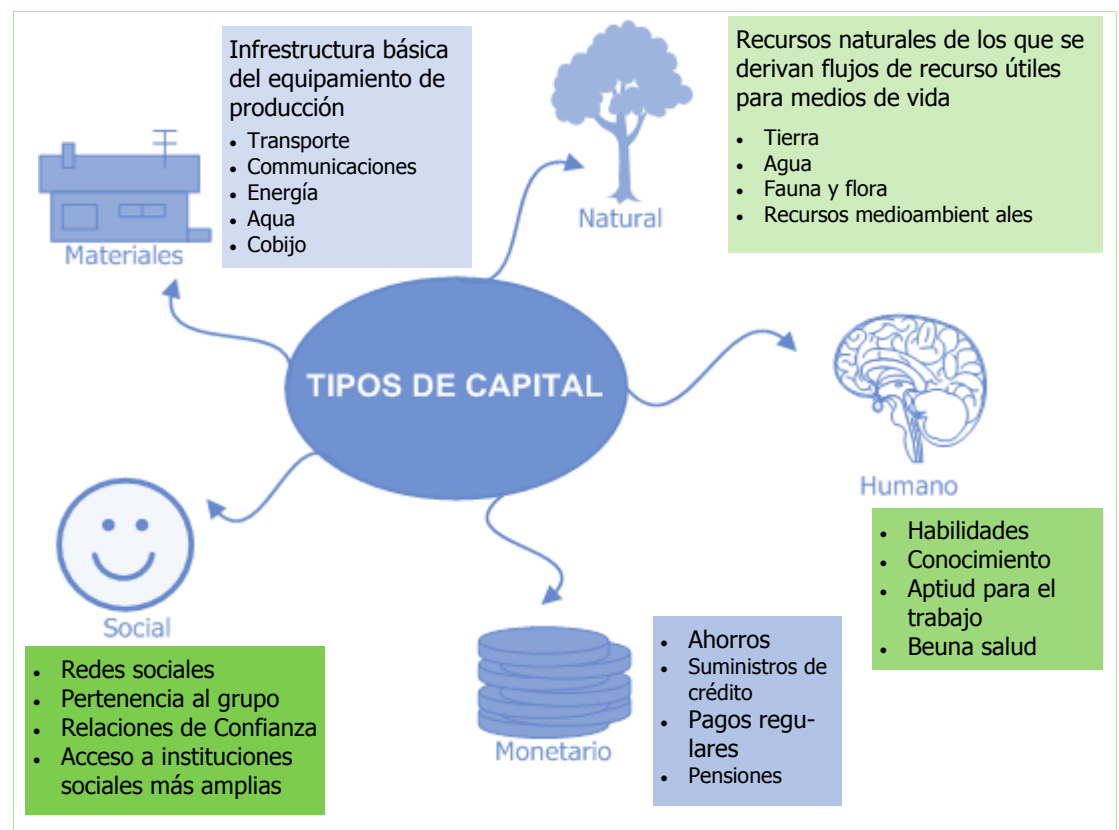 Infrestructura básica
del equipamiento de
producción
• Transporte
• Communicaciones
• Energía
• Aqua
• Cobijo
Materiales
Natural
Recursos naturales de los que se
derivan flujos de recurso útiles
para medios de vida
• Tierra
• Agua
• Fauna y flora
• Recursos medioambient ales
TIPOS DE CAPITAL
Humano
• Habilidades
• Conocimiento
• Aptiud para el
trabajo
• Beuna salud
Social
• Redes sociales
• Pertenencia al grupo
• Relaciones de Confianza
• Acceso a instituciones
sociales más amplias
Monetario
• Ahorros
• Suministros de
crédito
• Pagos regu-
lares
• Pensiones